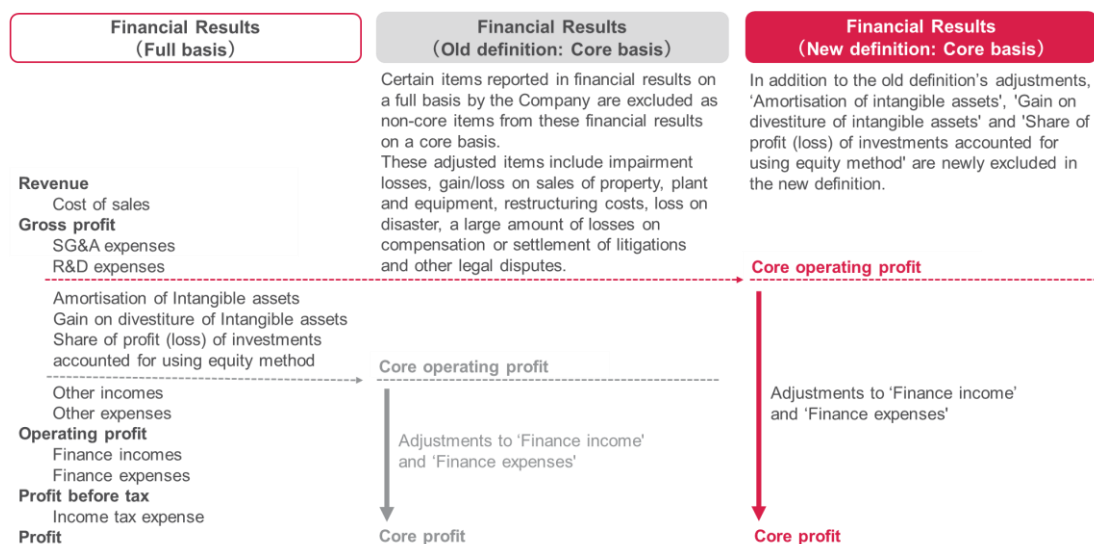 Financial Results
（Full basis）
Financial Results
（Old definition: Core basis）
Financial Results
（New definition: Core basis）
Certain items reported in financial results on
a full basis by the Company are excluded as
non-core items from these financial results
on a core basis.
These adjusted items include impairment
losses, gain/loss on sales of property, plant
and equipment, restructuring costs, loss on
disaster, a large amount of losses on
compensation or settlement of litigations
and other legal disputes.
In addition to the old definition's adjustments,
‘Amortisation of intangible assets', 'Gain on
divestiture of intangible assets' and 'Share of
profit (loss) of investments accounted for
using equity method' are newly excluded in
the new definition.
Revenue
Cost of sales
Gross profit
SG&A expenses
R&D expenses
Core operating profit
Amortisation of Intangible assets
Gain on divestiture of Intangible assets
Share of profit (loss) of investments
accounted for using equity method
Core operating profit
Other incomes
Other expenses
Operating profit
Finance incomes
Finance expenses
Profit before tax
Income tax expense
Profit
Adjustments to ‘Finance income'
and ‘Finance expenses'
Core profit
Adjustments to ‘Finance income’
and ‘Finance expenses'
Core profit